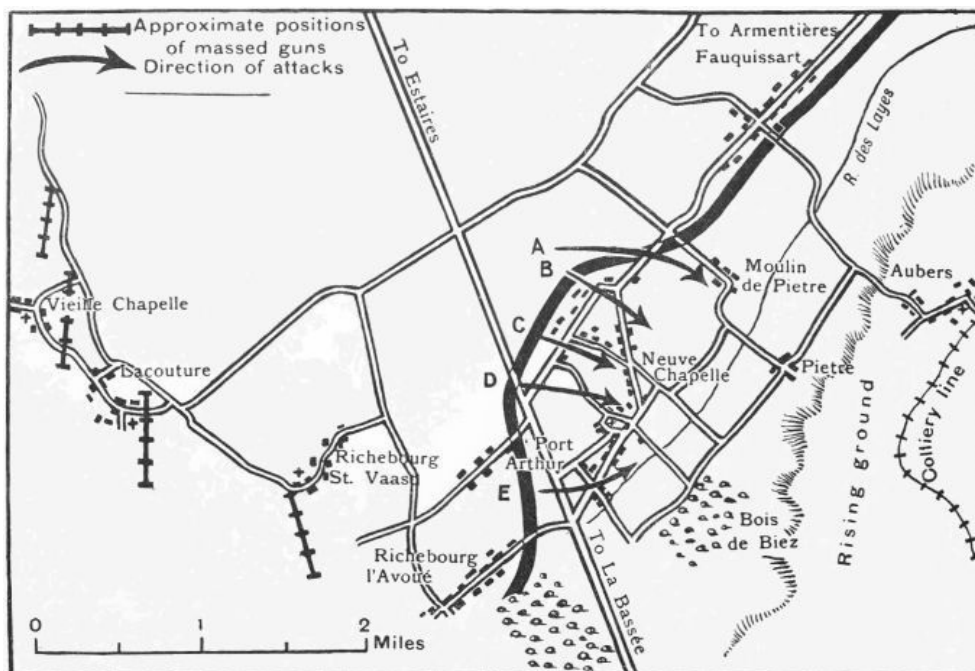 Approximate positions
of massed guns
Direction of attacks
To Estaires
To Armentières
Fauquissart
R. des Layes
A
B
Moulin
de Pietre
Aubers
Vieille Chapelle
C
Lacouture
D
Neuve
Chapelle
Pietre
Port
Arthur
Richebourg
St. Vaast
E
Bois
de Biez
Rising ground
Colliery line
Richebourg
l'Avoué
To La Bassée
0 1 2
Miles